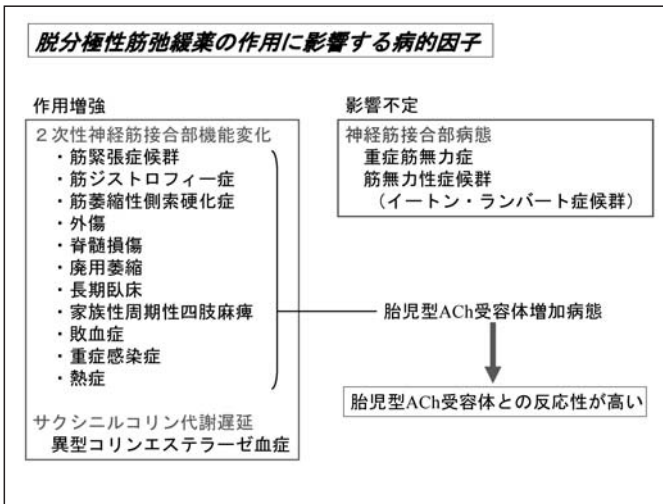 脱分極性筋弛緩薬の作用に影響する病的因子
作用増強
２次性神経筋接合部機能変化
・筋緊張症候群
・筋ジストロフィー症
・筋萎縮性側索硬化症
・外傷
・脊髄損傷
・廃用萎縮
・長期臥床
・家族性周期性四肢麻痺
・敗血症
・重症感染症
・熱症
サクシニルコリン代謝遅延
異型コリンエステラーゼ血症
影響不定
神経筋接合部病態
重症筋無力症
筋無力性症候群
（イートン・ランバート症候群）
胎児型ACh受容体増加病態
胎児型ACh受容体との反応性が高い